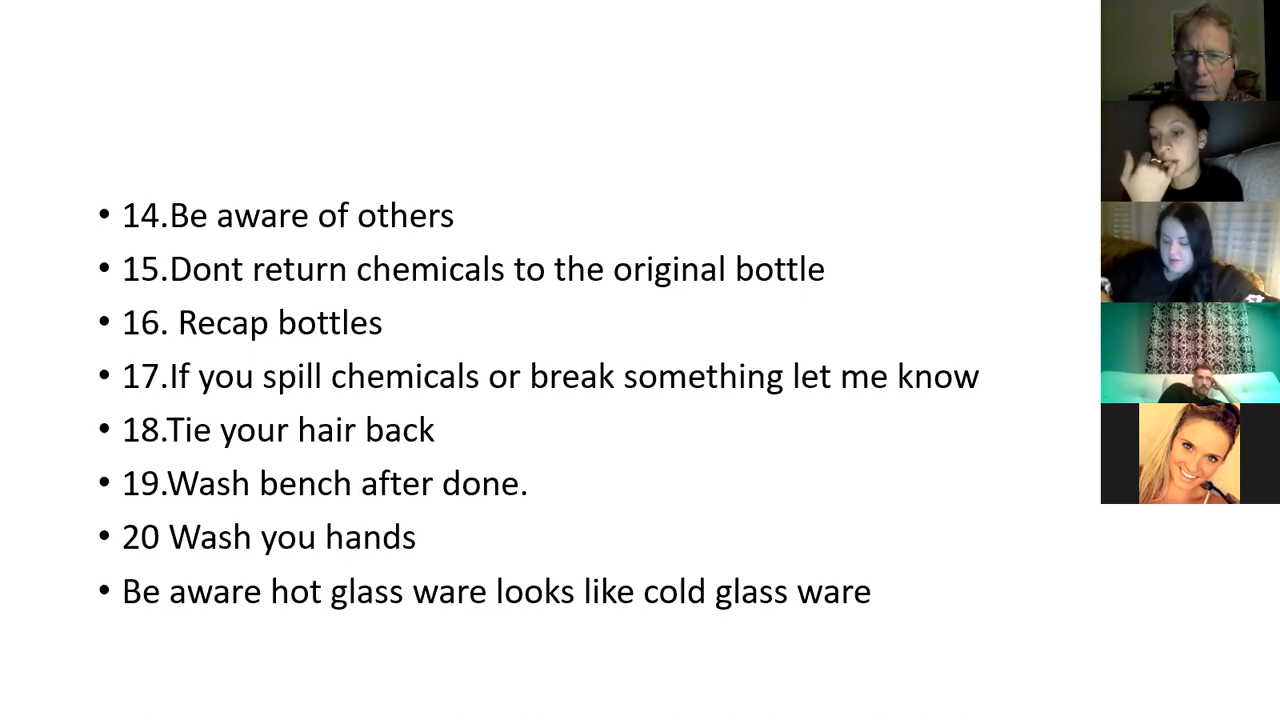 • 14.Be aware of others
• 15.Dont return chemicals to the original bottle
• 16. Recap bottles
• 17.If you spill chemicals or break something let me know
• 18.Tie your hair back
• 19.Wash bench after done.
• 20 Wash you hands
• Be aware hot glass ware looks like cold glass ware